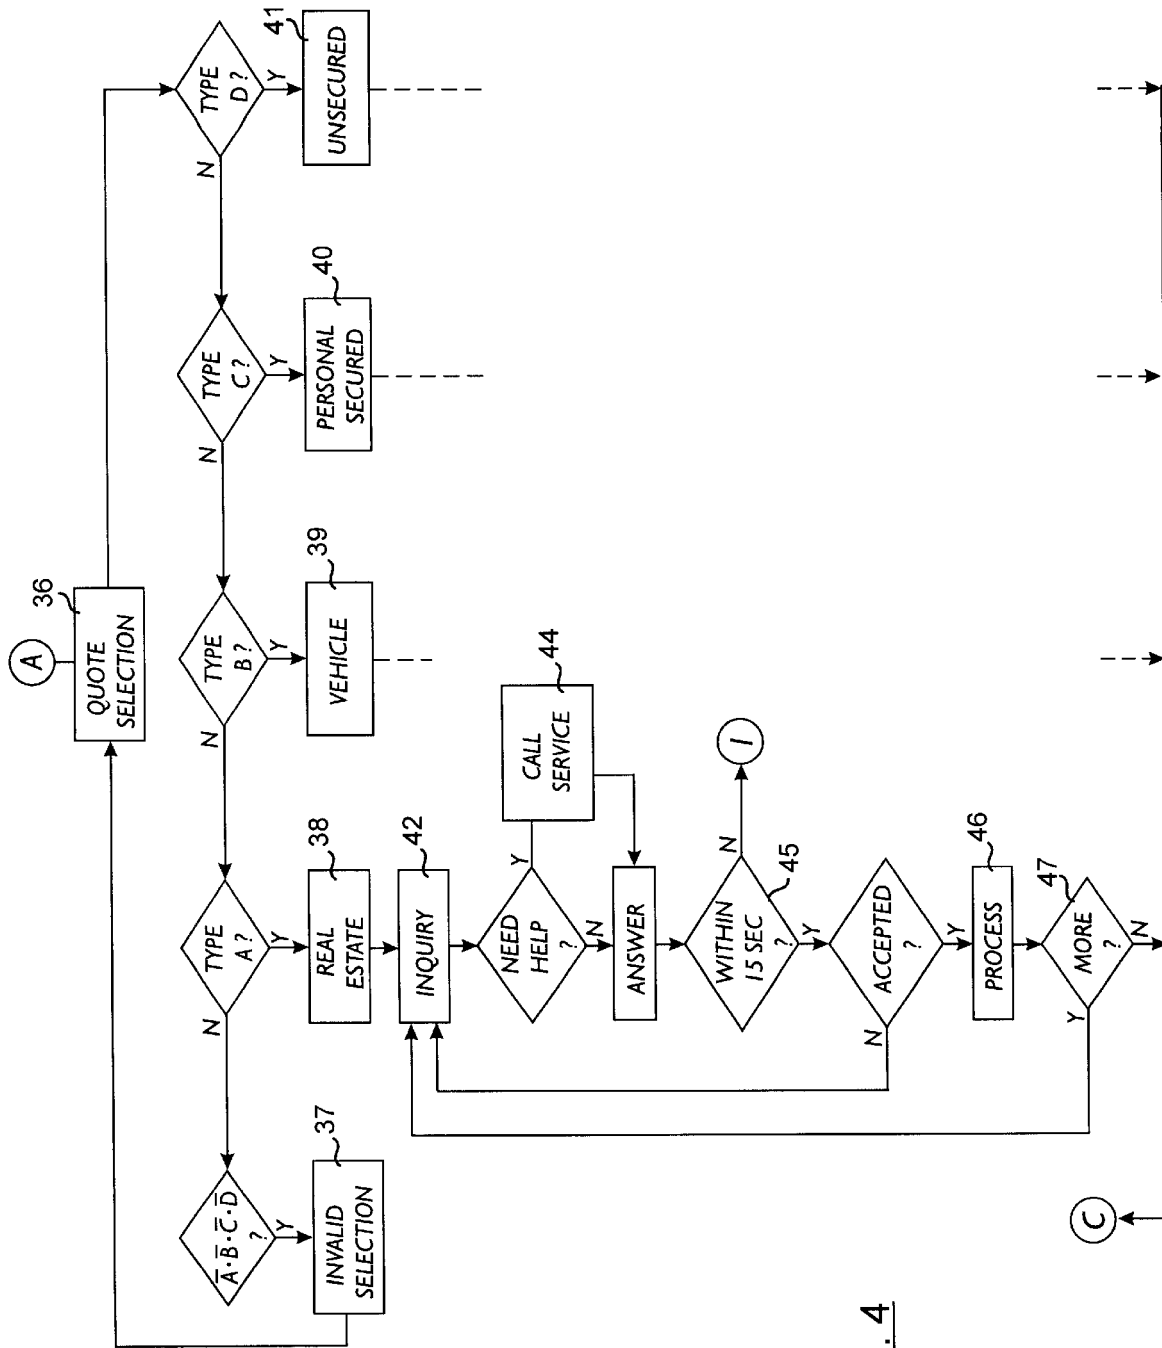 A
36
QUOTE
SELECTION
TYPE
D?
Y
N
41
UNSECURED
TYPE
C?
Y
N
40
PERSONAL
SECURED
TYPE
B?
Y
N
39
VEHICLE
TYPE
A?
Y
N
38
REAL
ESTATE
A̅·B·C̅·D̅
?
Y
37
INVALID
SELECTION
42
INQUIRY
NEED
HELP
?
Y
N
44
CALL
SERVICE
ANSWER
WITHIN
15 SEC
?
45
N
I
Y
ACCEPTED
?
N
Y
46
PROCESS
47
MORE
?
Y
N
C
. 4